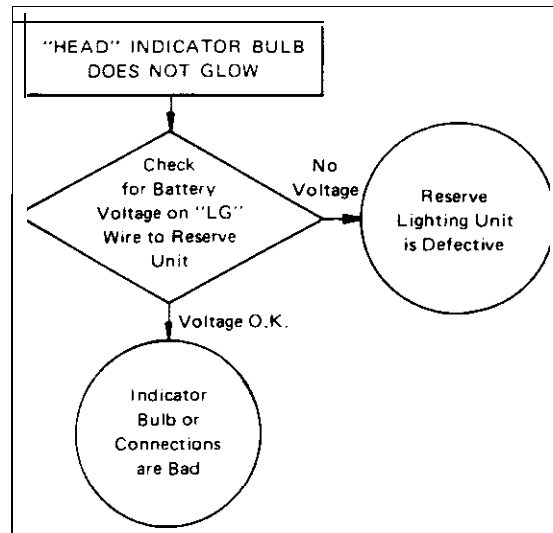 "HEAD" INDICATOR BULB
DOES NOT GLOW
Check
for Battery
Voltage on "LG"
Wire to Reserve
Unit
No
Voltage
Reserve
Lighting Unit
is Defective
Voltage O.K.
Indicator
Bulb or
Connections
are Bad